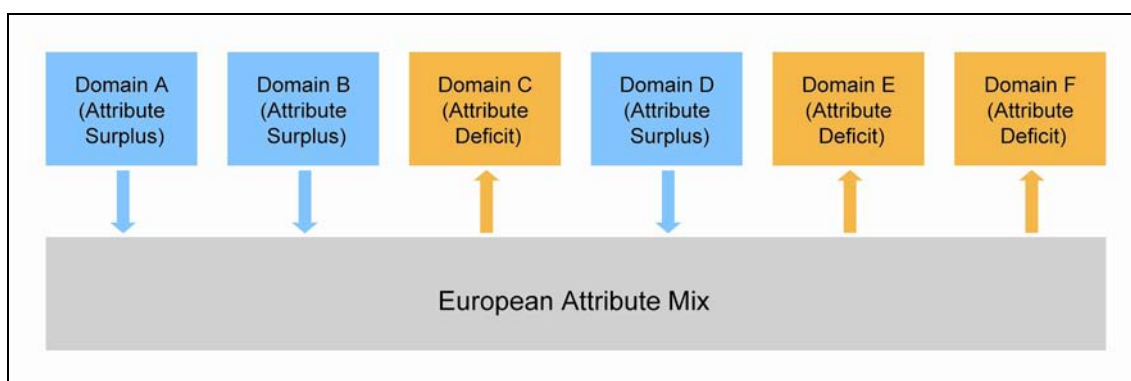 Domain A
(Attribute
Surplus)
Domain B
(Attribute
Surplus)
Domain C
(Attribute
Deficit)
Domain D
(Attribute
Surplus)
Domain E
(Attribute
Deficit)
Domain F
(Attribute
Deficit)
European Attribute Mix